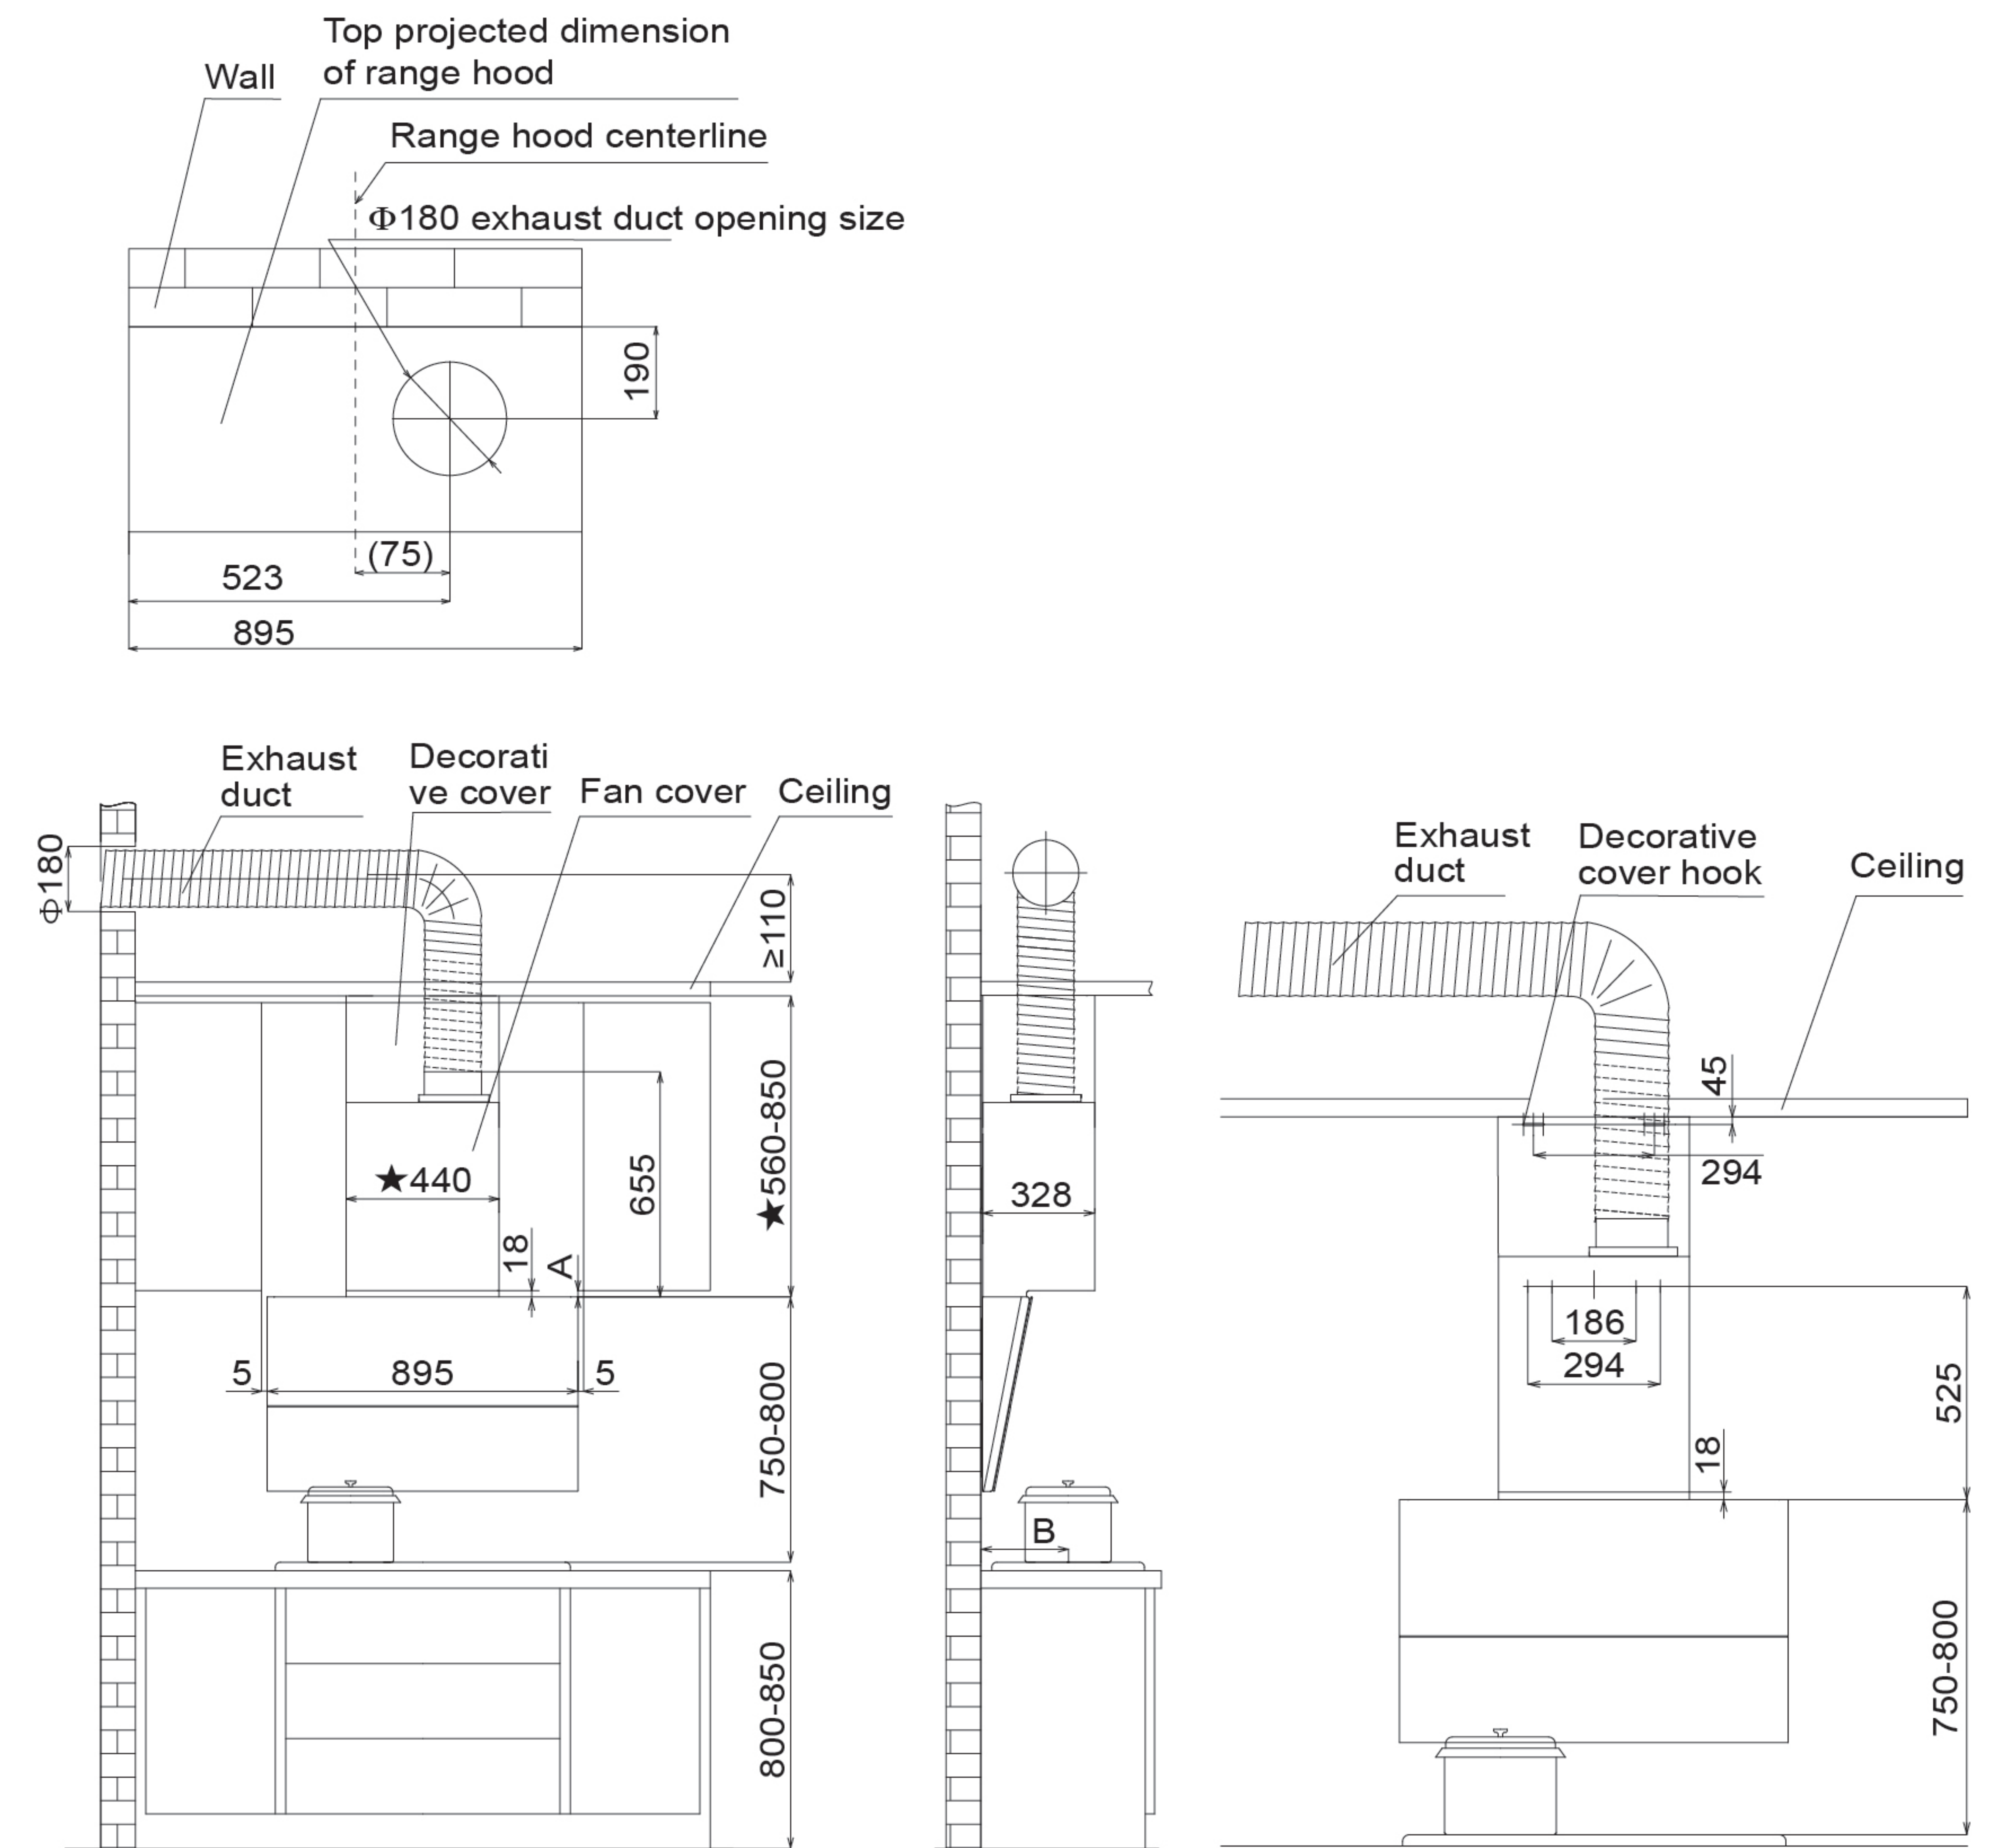 Top projected dimension
of range hood
Wall
Range hood centerline
Φ180 exhaust duct opening size
190
(75)
523
895
Exhaust
duct
Decorati
ve cover
Fan cover
Ceiling
Φ180
≥110
★560-850
★440
655
18
A
5
895
5
750-800
800-850
328
B
Exhaust
duct
Decorative
cover hook
Ceiling
45
294
186
294
525
18
750-800